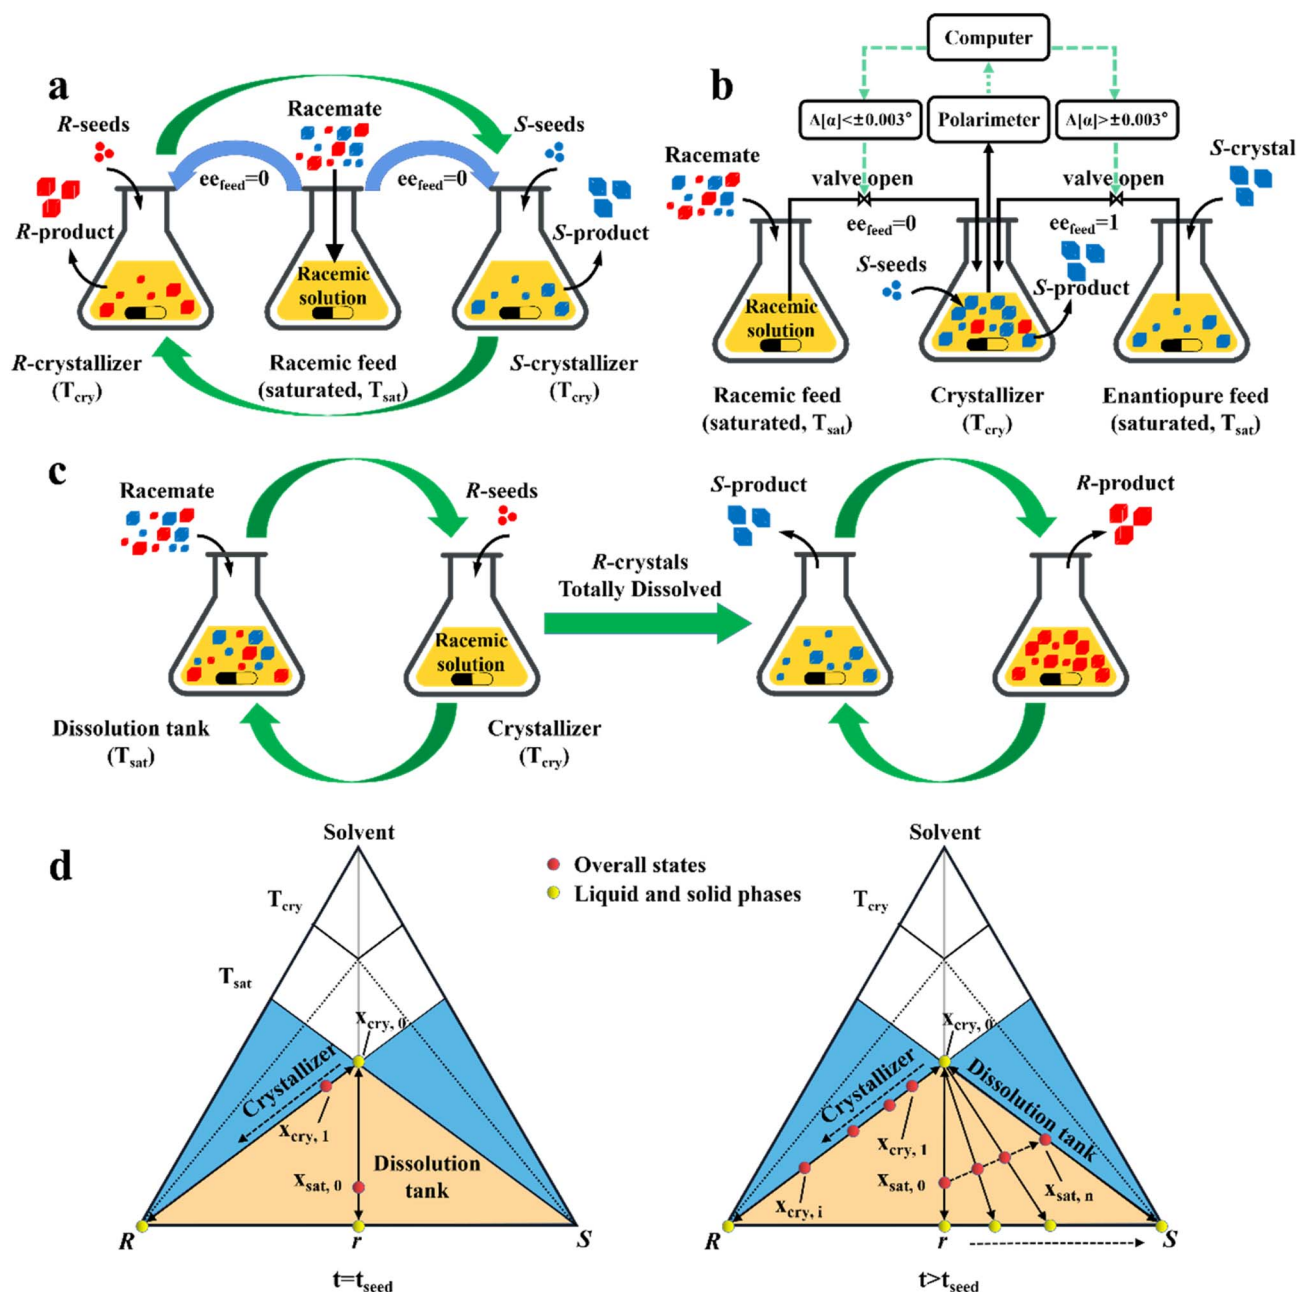 a
Racemate
R-seeds
S-seeds
ee_feed=0
ee_feed=0
R-product
S-product
Racemic
solution
R-crystallizer
(T_cry)
Racemic feed
(saturated, T_sat)
S-crystallizer
(T_cry)
b
Computer
Λ[α]<±0.003°
Polarimeter
Λ[α]>±0.003°
Racemate
S-crystal
valve open
valve open
ee_feed=0
ee_feed=1
S-seeds
S-product
Racemic
solution
Racemic feed
(saturated, T_sat)
Crystallizer
(T_cry)
Enantiopure feed
(saturated, T_sat)
c
Racemate
R-seeds
Racemic
solution
Dissolution tank
(T_sat)
Crystallizer
(T_cry)
R-crystals
Totally Dissolved
S-product
R-product
d
Overall states
Liquid and solid phases
Solvent
T_cry
T_sat
x_cry, 0
Crystallizer
x_cry, 1
Dissolution
tank
x_sat, 0
R
r
S
t=t_seed
Solvent
T_cry
x_cry, 0
Crystallizer
Dissolution tank
x_cry, 1
x_sat, 0
x_cry, i
x_sat, n
R
r
S
t>t_seed